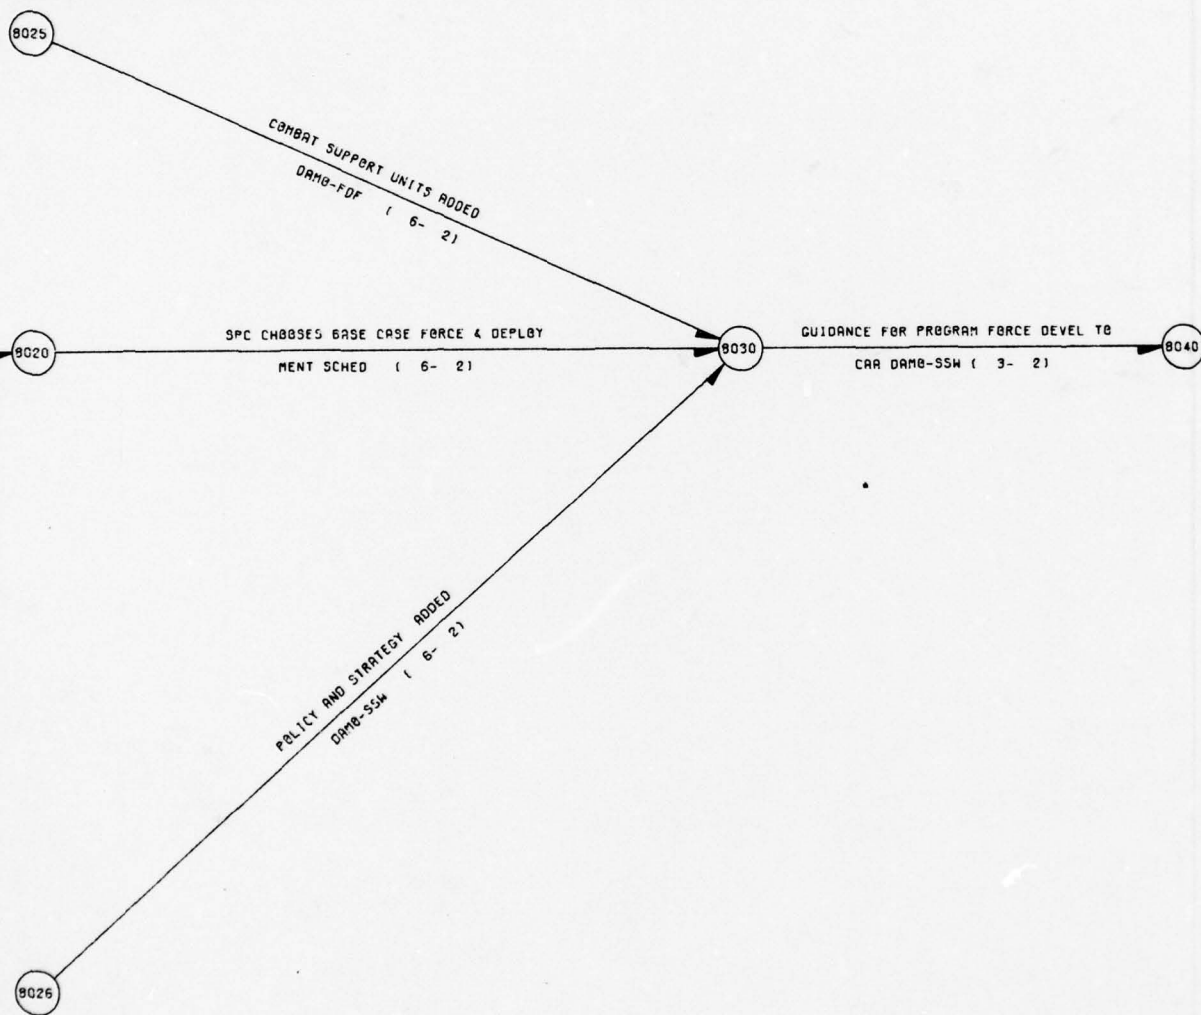 8025
COMBAT SUPPORT UNITS ADDED
DAMO-FDF ( 6- 2)
8020
SPC CHOOSES BASE CASE FORCE & DEPLOY
MENT SCHED ( 6- 2)
8030
GUIDANCE FOR PROGRAM FORCE DEVEL TO
CAA DAMO-SSW ( 3- 2)
8040
POLICY AND STRATEGY ADDED
DAMO-SSW ( 6- 2)
8026